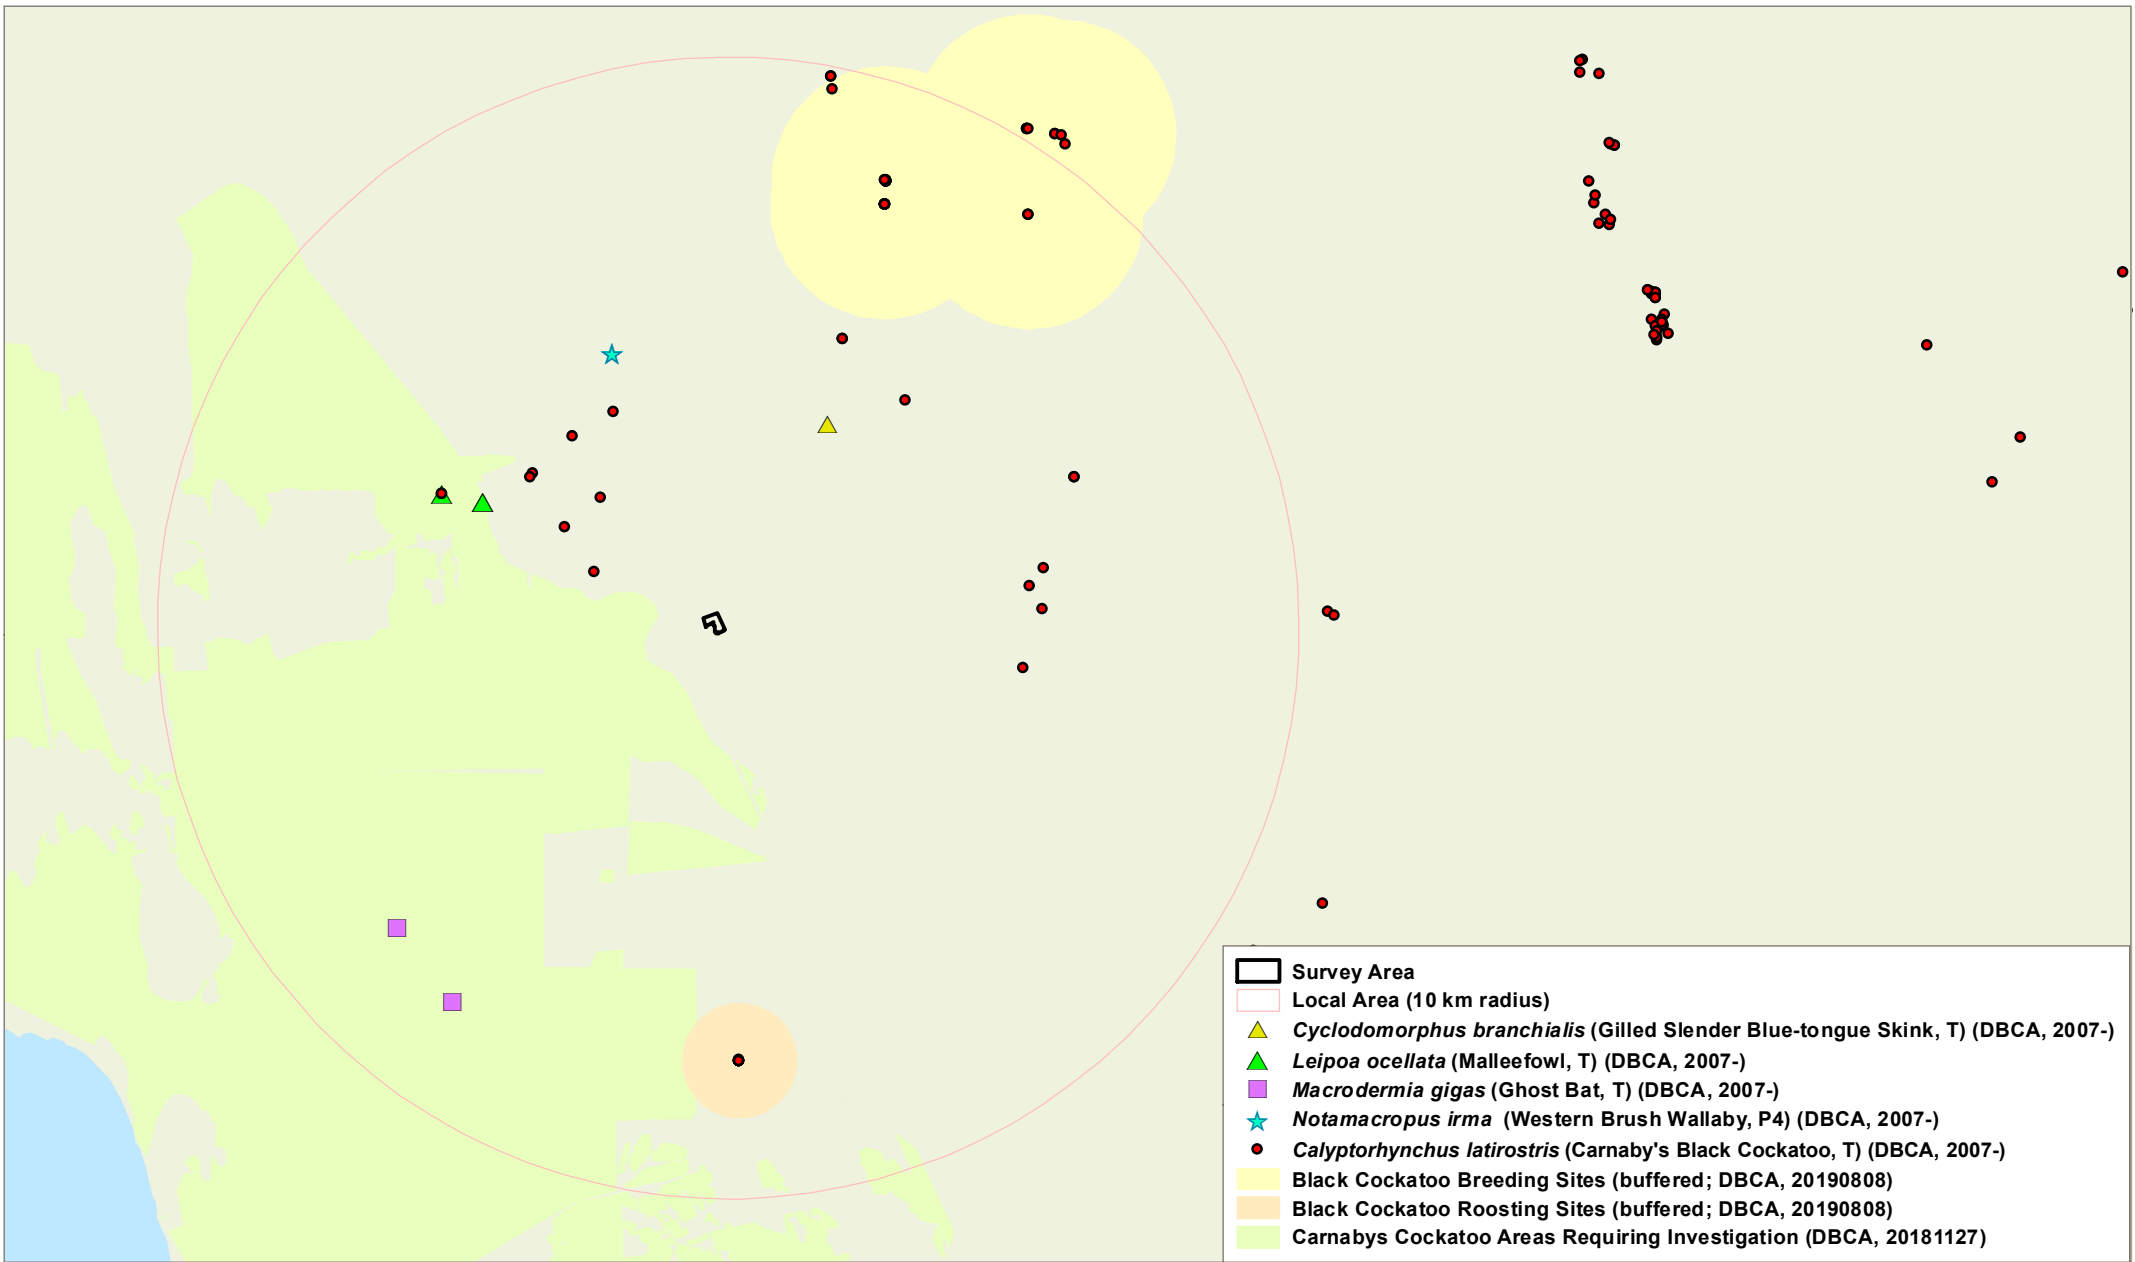 Survey Area
Local Area (10 km radius)
Cyclodomorphus branchialis (Gilled Slender Blue-tongue Skink, T) (DBCA, 2007-)
Leipoa ocellata (Malleefowl, T) (DBCA, 2007-)
Macrodermia gigas (Ghost Bat, T) (DBCA, 2007-)
Notamacropus irma (Western Brush Wallaby, P4) (DBCA, 2007-)
Calyptorhynchus latirostris (Carnaby's Black Cockatoo, T) (DBCA, 2007-)
Black Cockatoo Breeding Sites (buffered; DBCA, 20190808)
Black Cockatoo Roosting Sites (buffered; DBCA, 20190808)
Carnabys Cockatoo Areas Requiring Investigation (DBCA, 20181127)